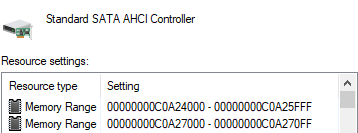 Standard SATA AHCI Controller
Resource settings:
Resource type Setting
Memory Range 00000000C0A24000 - 00000000C0A25FFF
Memory Range 00000000C0A27000 - 00000000C0A270FF